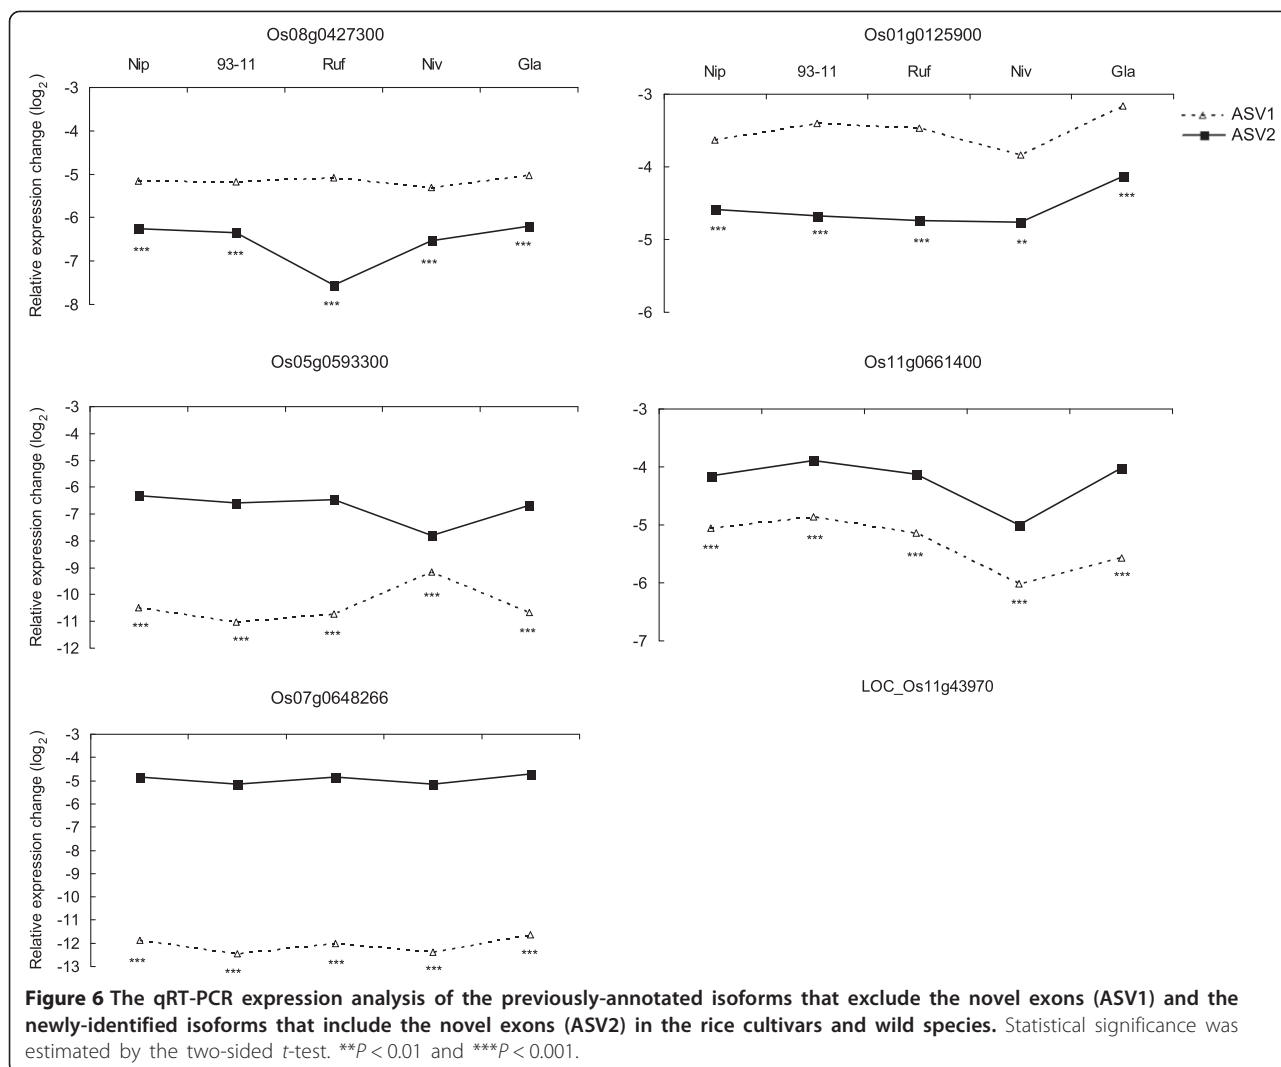 Os08g0427300
Nip 93-11 Ruf Niv Gla
Relative expression change (log2)
-3
-4
-5
-6
-7
-8
*** *** *** *** ***
Os01g0125900
Nip 93-11 Ruf Niv Gla
-3
-4
-5
-6
*** *** *** ** ***
ASV1
ASV2
Os05g0593300
Relative expression change (log2)
-3
-4
-5
-6
-7
-8
-9
-10
-11
-12
*** *** *** *** ***
Os11g0661400
-3
-4
-5
-6
-7
*** *** *** *** ***
Os07g0648266
Relative expression change (log2)
-3
-4
-5
-6
-7
-8
-9
-10
-11
-12
-13
*** *** *** *** ***
LOC_Os11g43970
Figure 6 The qRT-PCR expression analysis of the previously-annotated isoforms that exclude the novel exons (ASV1) and the
newly-identified isoforms that include the novel exons (ASV2) in the rice cultivars and wild species. Statistical significance was
estimated by the two-sided t-test. **P < 0.01 and ***P < 0.001.